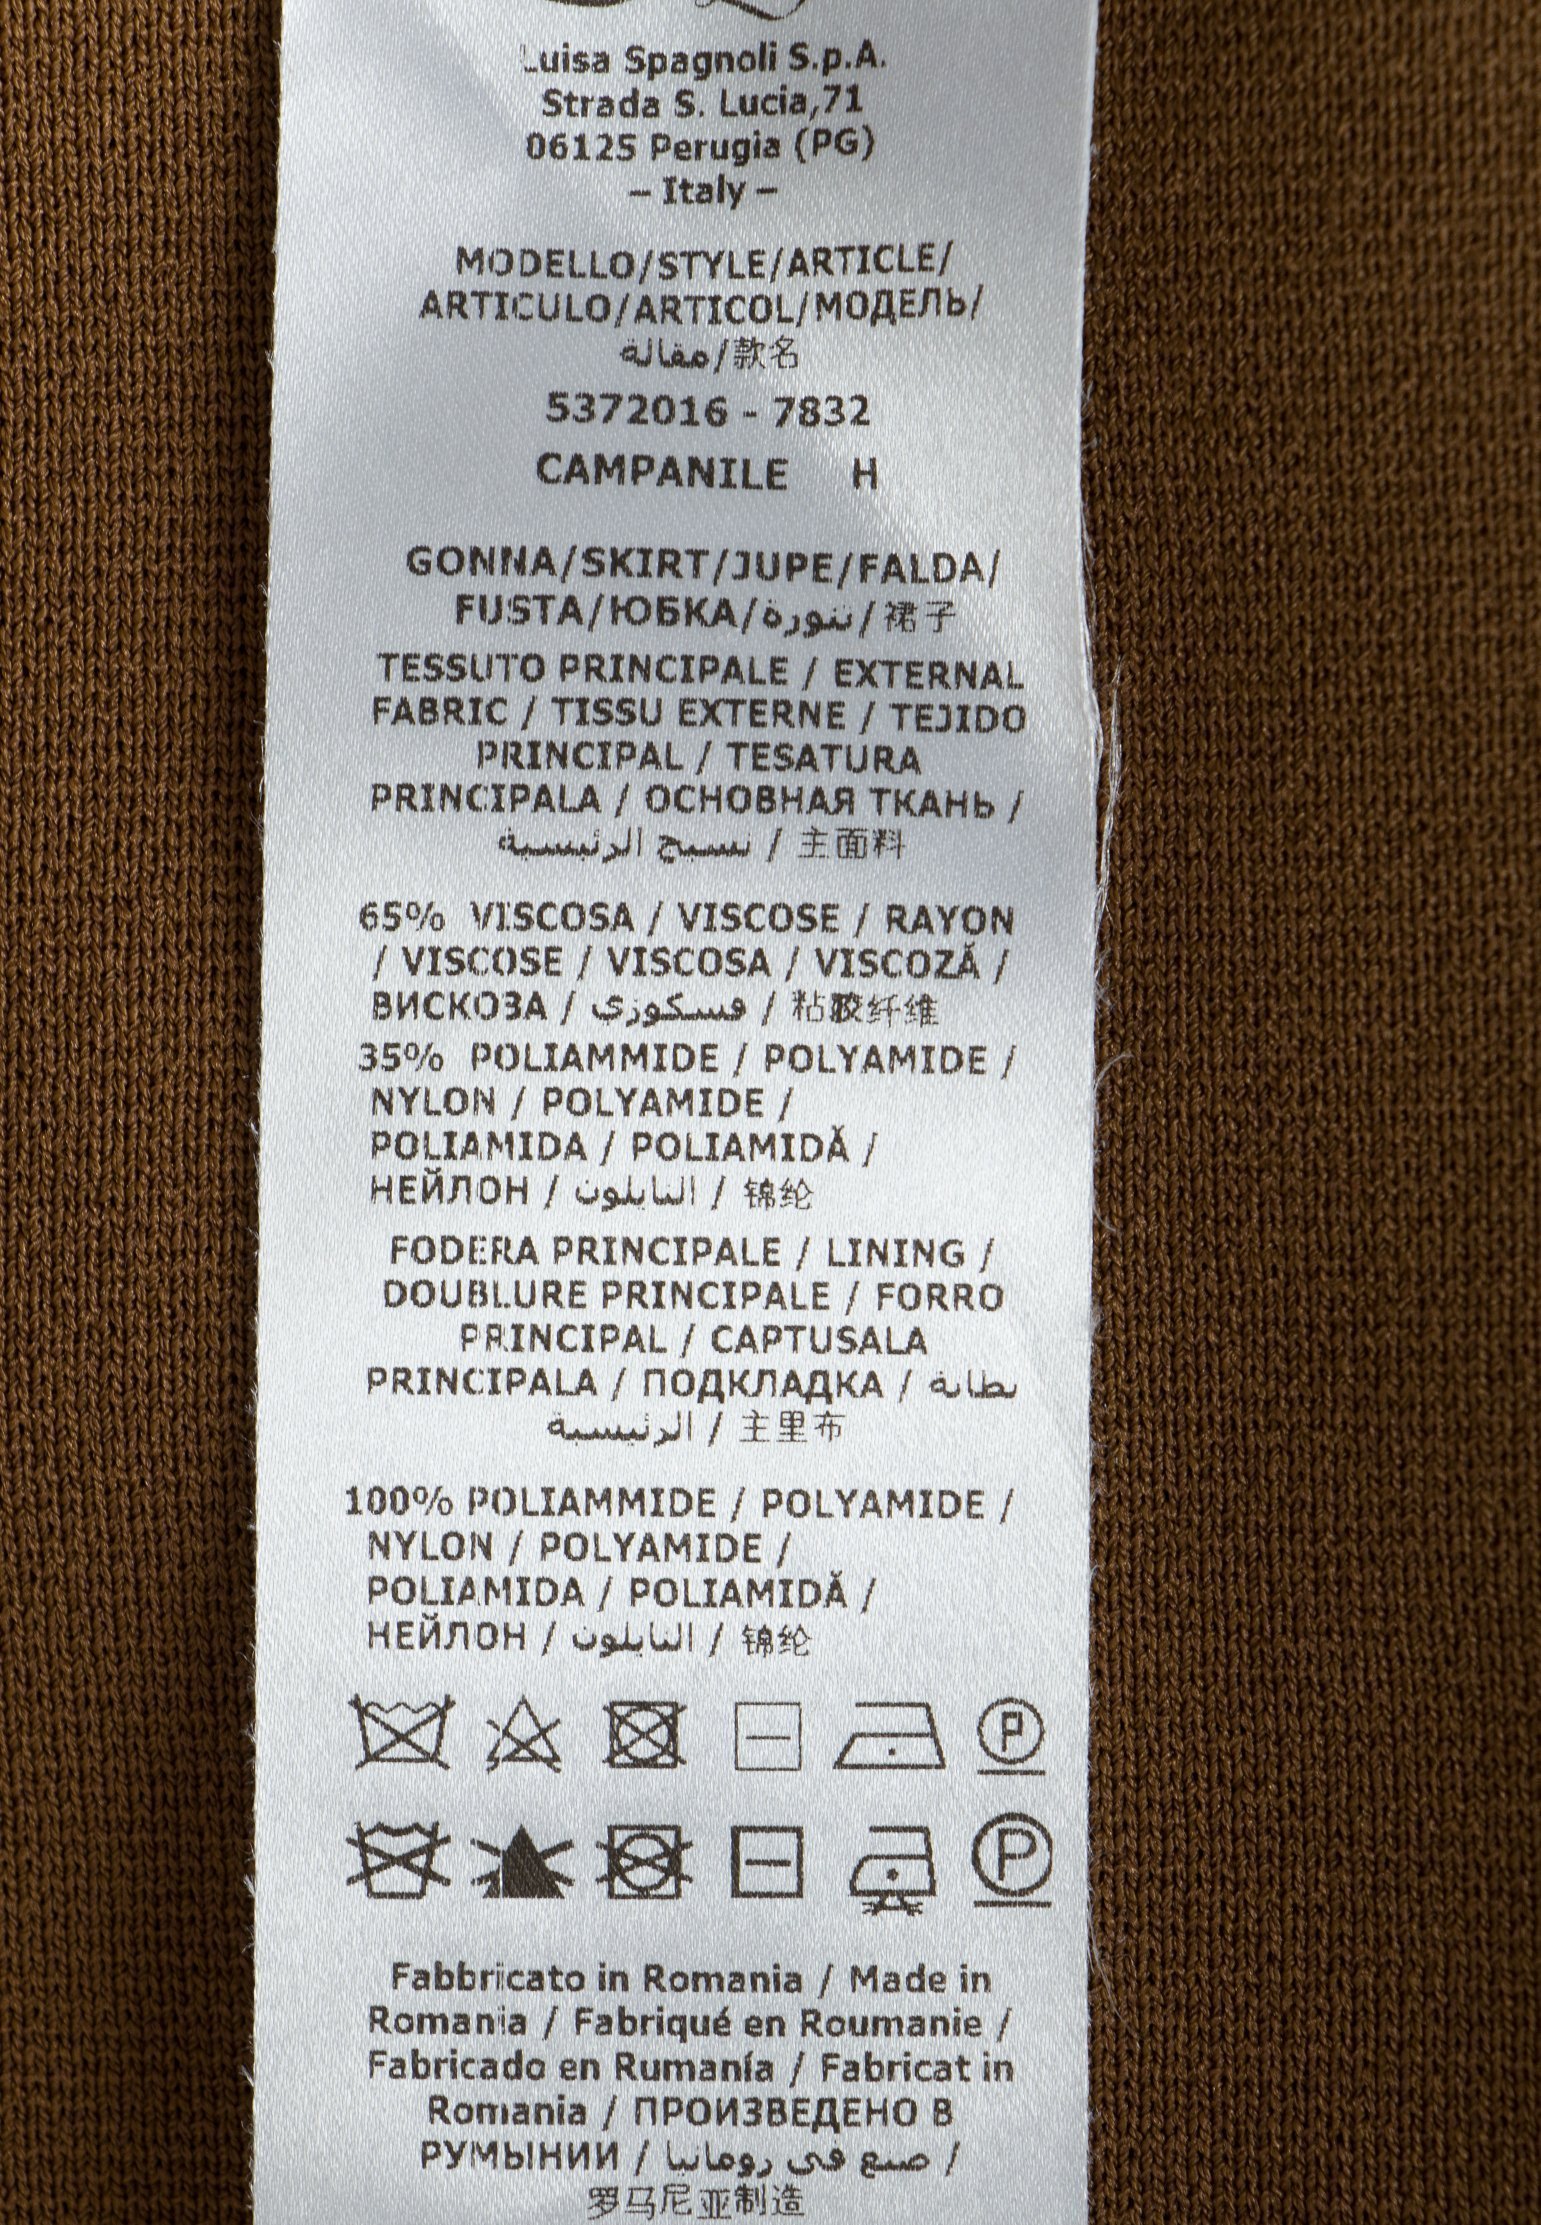 Luisa Spagnoli S.p.A.
Strada S. Lucia,71
06125 Perugia (PG)
– Italy –
MODELLO/STYLE/ARTICLE/
ARTICULO/ARTICOL/МОДЕЛЬ/
مقالة/款名
5372016 - 7832
CAMPANILE H
GONNA/SKIRT/JUPE/FALDA/
FUSTA/ЮБКА/تنورة/裙子
TESSUTO PRINCIPALE / EXTERNAL
FABRIC / TISSU EXTERNE / TEJIDO
PRINCIPAL / TESATURA
PRINCIPALA / ОСНОВНАЯ ТКАНЬ /
نسيج الرئيسية / 主面料
65% VISCOSA / VISCOSE / RAYON
/ VISCOSE / VISCOSA / VISCOZĂ /
ВИСКОЗА / فسكوزي / 粘胶纤维
35% POLIAMMIDE / POLYAMIDE /
NYLON / POLYAMIDE /
POLIAMIDA / POLIAMIDĂ /
НЕЙЛОН / النايلون / 锦纶
FODERA PRINCIPALE / LINING /
DOUBLURE PRINCIPALE / FORRO
PRINCIPAL / CAPTUSALA
PRINCIPALA / ПОДКЛАДКА / بطانة
الرئيسية / 主里布
100% POLIAMMIDE / POLYAMIDE /
NYLON / POLYAMIDE /
POLIAMIDA / POLIAMIDĂ /
НЕЙЛОН / النايلون / 锦纶
P
P
Fabbricato in Romania / Made in
Romania / Fabriqué en Roumanie /
Fabricado en Rumanía / Fabricat in
Romania / ПРОИЗВЕДЕНО В
РУМЫНИИ / صنع في رومانيا /
罗马尼亚制造